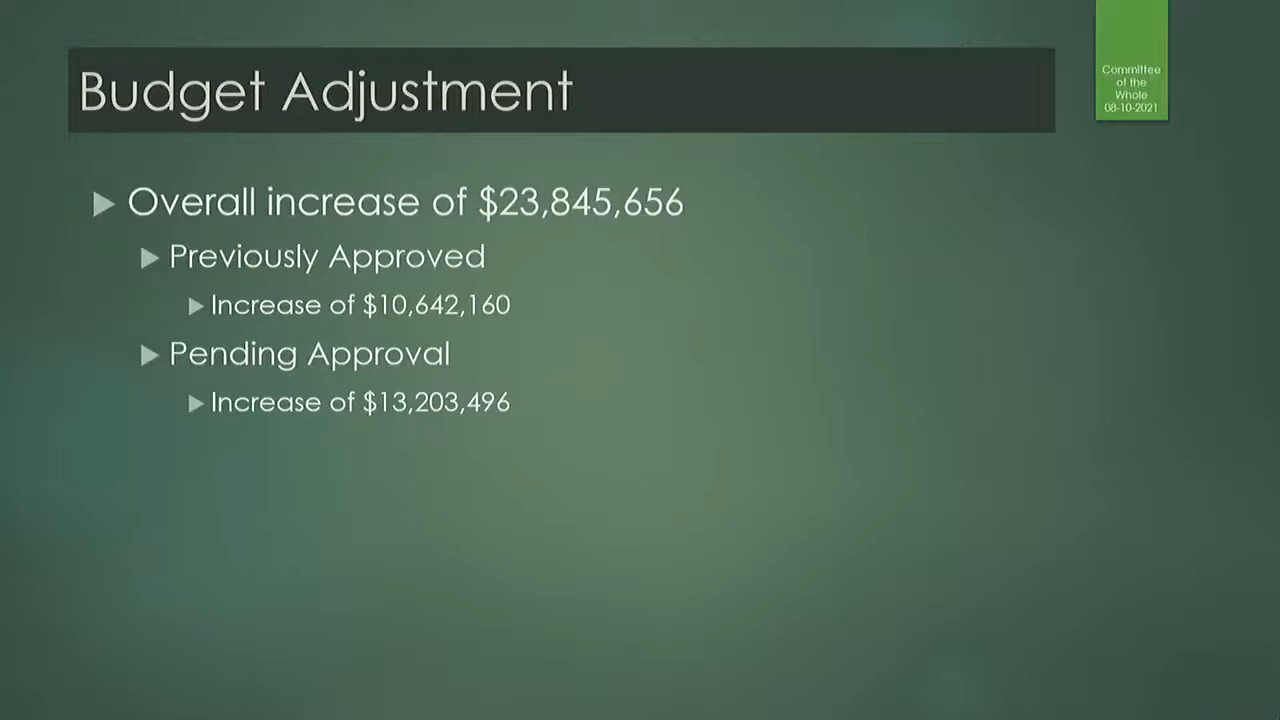 Budget Adjustment
Committee
of the
Whole
08-10-2021
Overall increase of $23,845,656
Previously Approved
Increase of $10,642,160
Pending Approval
Increase of $13,203,496